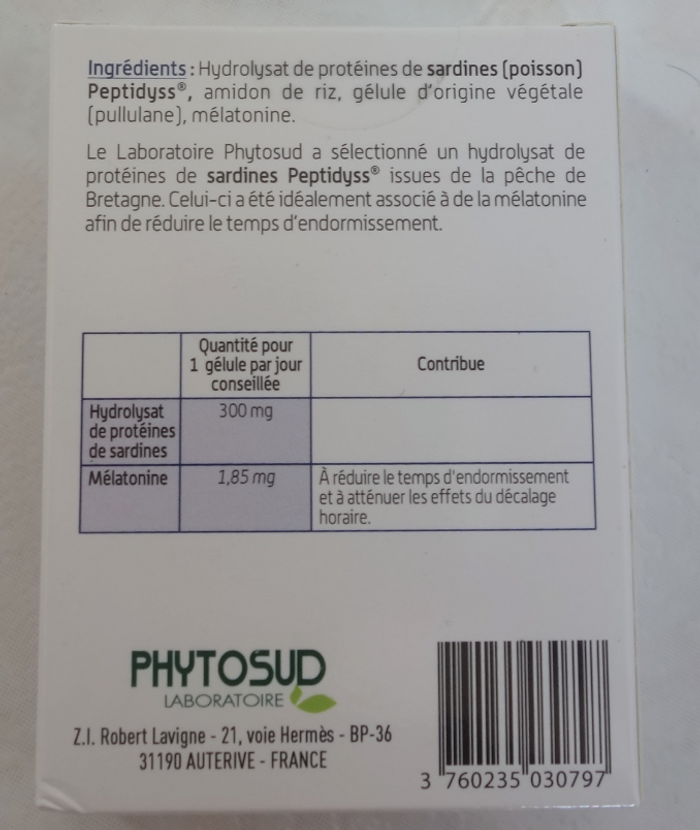 Ingrédients : Hydrolysat de protéines de sardines (poisson)
Peptidyss®, amidon de riz, gélule d'origine végétale
(pullulane), mélatonine.
Le Laboratoire Phytosud a sélectionné un hydrolysat de
protéines de sardines Peptidyss® issues de la pêche de
Bretagne. Celui-ci a été idéalement associé à de la mélatonine
afin de réduire le temps d'endormissement.
Quantité pour
1 gélule par jour
conseillée
Contribue
Hydrolysat
de protéines
de sardines
300 mg
Mélatonine
1,85 mg
À réduire le temps d'endormissement
et à atténuer les effets du décalage
horaire.
PHYTOSUD
LABORATOIRE
Z.I. Robert Lavigne - 21, voie Hermès - BP-36
31190 AUTERIVE - FRANCE
3 760235 030797